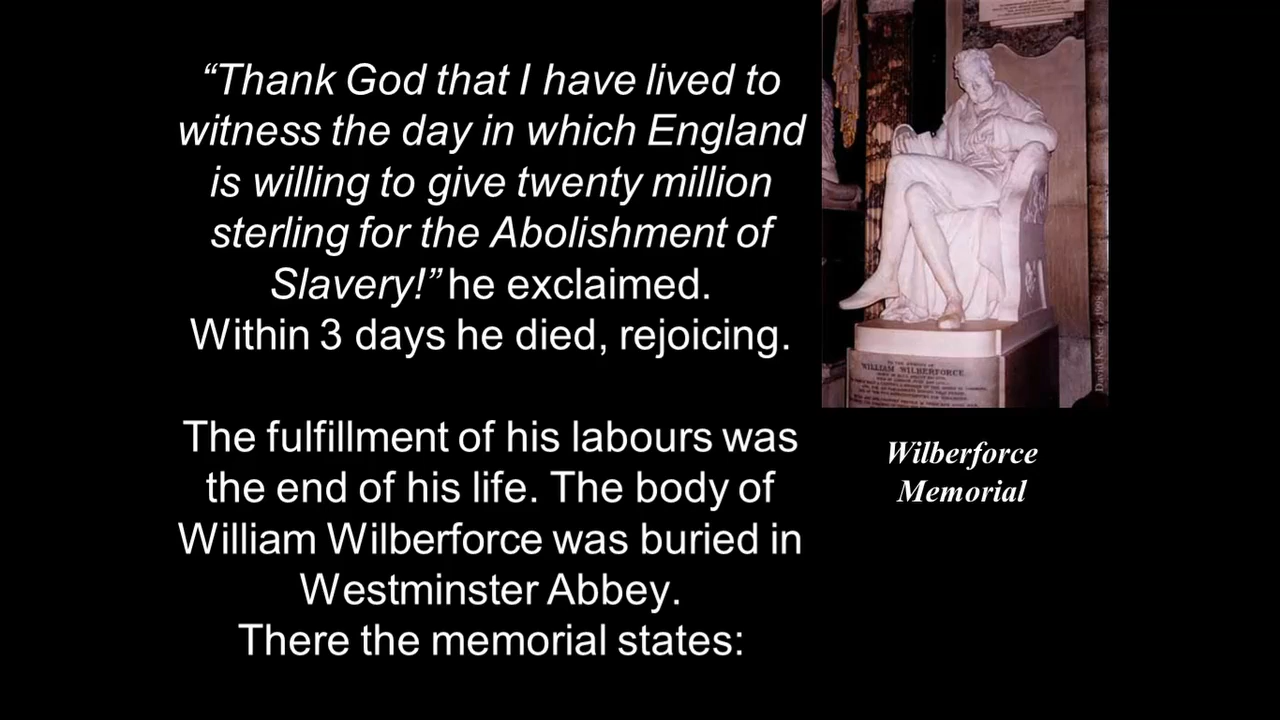 “Thank God that I have lived to
witness the day in which England
is willing to give twenty million
sterling for the Abolishment of
Slavery!” he exclaimed.
Within 3 days he died, rejoicing.
The fulfillment of his labours was
the end of his life. The body of
William Wilberforce was buried in
Westminster Abbey.
There the memorial states:
WILLIAM WILBERFORCE
Wilberforce
Memorial